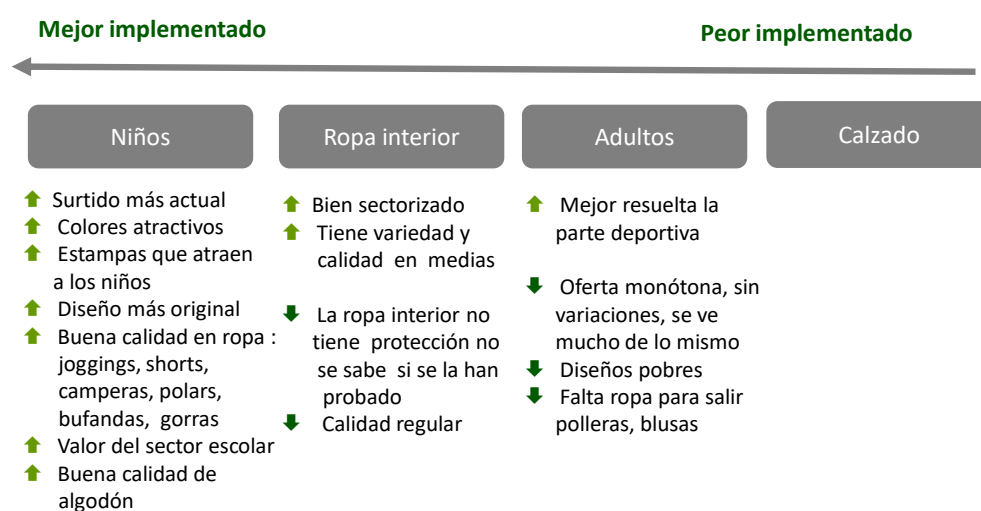 Mejor implementado
Peor implementado
Niños
Ropa interior
Adultos
Calzado
Surtido más actual
Colores atractivos
Estampas que atraen
a los niños
Diseño más original
Buena calidad en ropa :
joggings, shorts,
camperas, polars,
bufandas, gorras
Valor del sector escolar
Buena calidad de
algodón
Bien sectorizado
Tiene variedad y
calidad en medias
La ropa interior no
tiene protección no
se sabe si se la han
probado
Calidad regular
Mejor resuelta la
parte deportiva
Oferta monótona, sin
variaciones, se ve
mucho de lo mismo
Diseños pobres
Falta ropa para salir
polleras, blusas